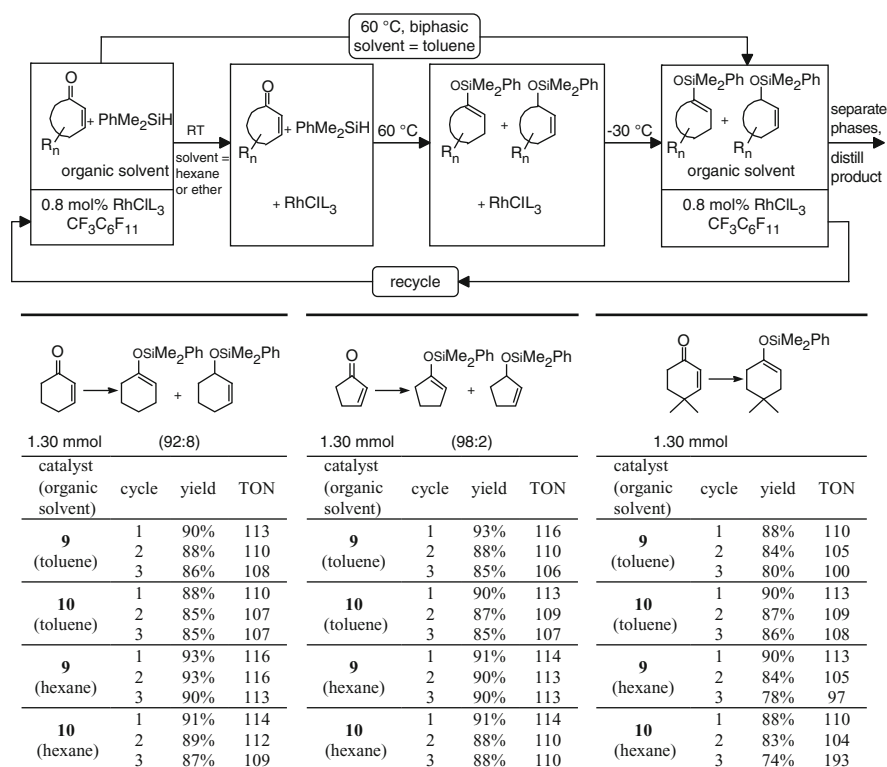 60 °C, biphasic
solvent = toluene
O
+ PhMe2SiH
Rn
organic solvent
0.8 mol% RhClL3
CF3C6F11
RT
solvent =
hexane
or ether
O
+ PhMe2SiH
Rn
+ RhClL3
60 °C
OSiMe2Ph OSiMe2Ph
+
Rn Rn
+ RhClL3
-30 °C
OSiMe2Ph OSiMe2Ph
+
Rn Rn
organic solvent
0.8 mol% RhClL3
CF3C6F11
separate
phases,
distill
product
recycle
O
OSiMe2Ph OSiMe2Ph
+
1.30 mmol (92:8)
catalyst
(organic
solvent) cycle yield TON
9
(toluene)
1 90% 113
2 88% 110
3 86% 108
10
(toluene)
1 88% 110
2 85% 107
3 85% 107
9
(hexane)
1 93% 116
2 93% 116
3 90% 113
10
(hexane)
1 91% 114
2 89% 112
3 87% 109
O
OSiMe2Ph OSiMe2Ph
+
1.30 mmol (98:2)
catalyst
(organic
solvent) cycle yield TON
9
(toluene)
1 93% 116
2 88% 110
3 85% 106
10
(toluene)
1 90% 113
2 87% 109
3 85% 107
9
(hexane)
1 91% 114
2 90% 113
3 90% 113
10
(hexane)
1 91% 114
2 88% 110
3 88% 110
O
OSiMe2Ph
1.30 mmol
catalyst
(organic
solvent) cycle yield TON
9
(toluene)
1 88% 110
2 84% 105
3 80% 100
10
(toluene)
1 90% 113
2 87% 109
3 86% 108
9
(hexane)
1 90% 113
2 84% 105
3 78% 97
10
(hexane)
1 88% 110
2 83% 104
3 74% 193